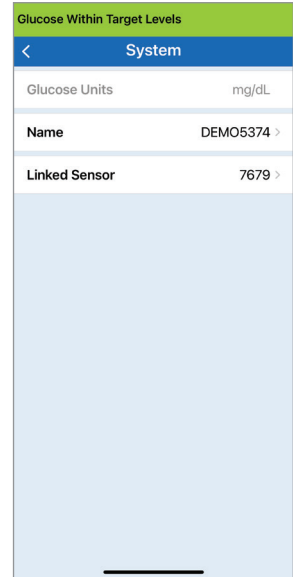 Glucose Within Target Levels
System
Glucose Units mg/dL
Name DEMO5374
Linked Sensor 7679